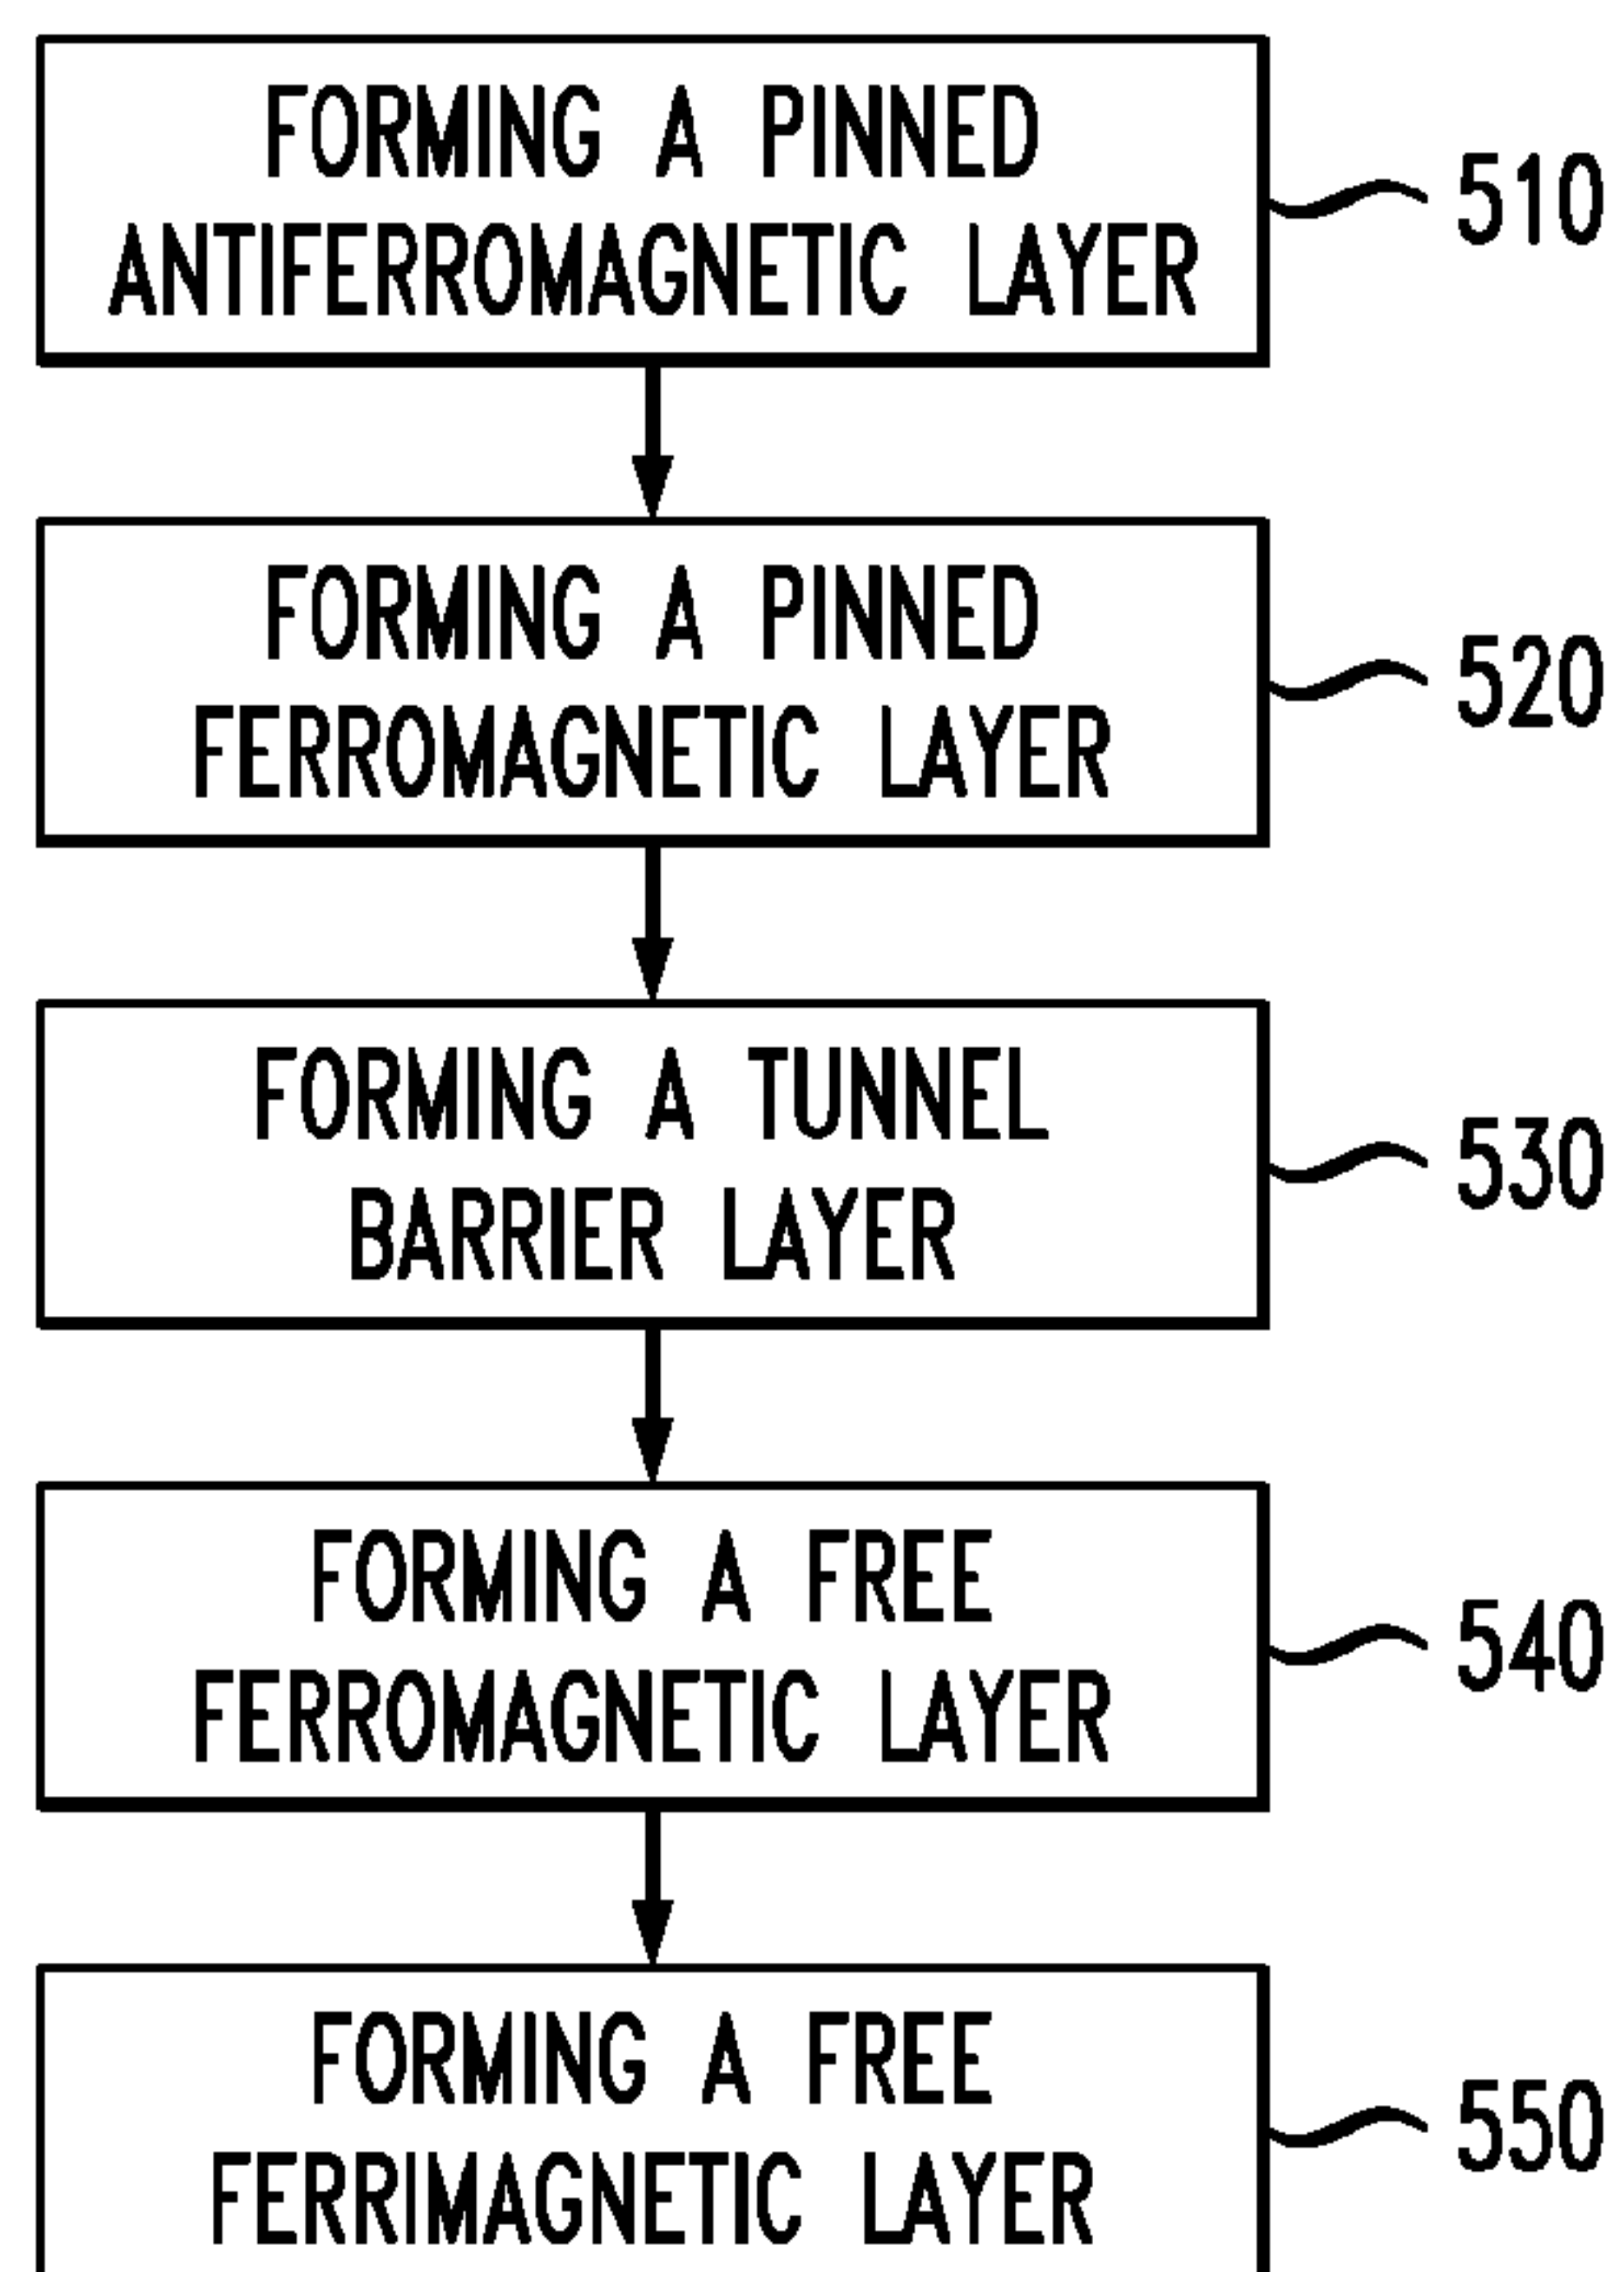 FORMING A PINNED
ANTIFERROMAGNETIC LAYER
510
FORMING A PINNED
FERROMAGNETIC LAYER
520
FORMING A TUNNEL
BARRIER LAYER
530
FORMING A FREE
FERROMAGNETIC LAYER
540
FORMING A FREE
FERRIMAGNETIC LAYER
550